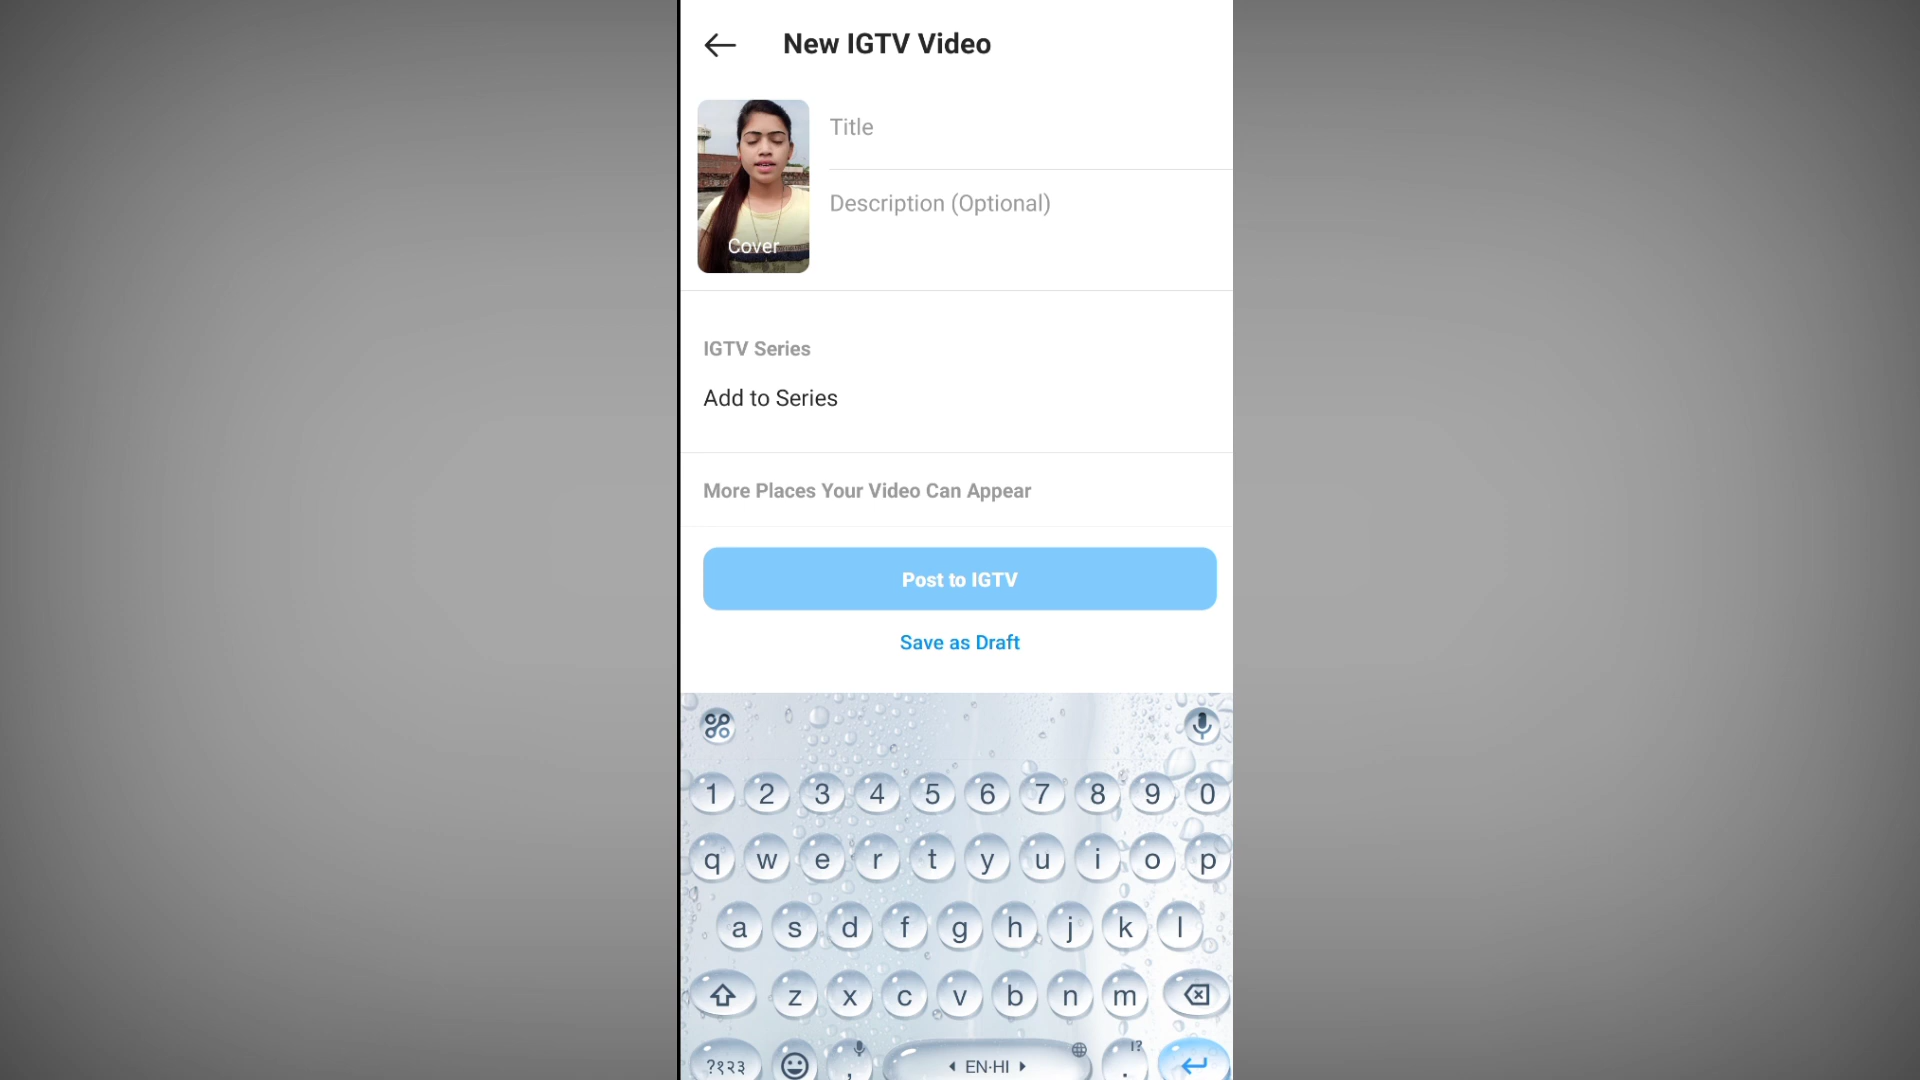 New IGTV Video
Title
Description (Optional)
Cover
IGTV Series
Add to Series
More Places Your Video Can Appear
Post to IGTV
Save as Draft
1 2 3 4 5 6 7 8 9 0
q w e r t y u i o p
a s d f g h j k l
z x c v b n m
?१२३ , EN·HI . !?